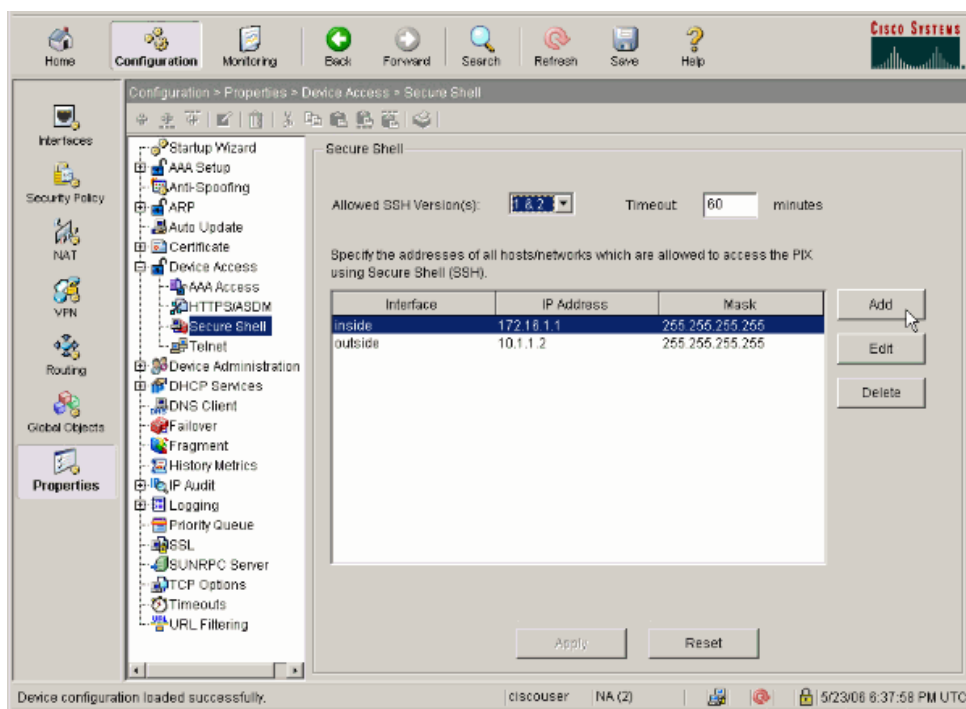 Home
Configuration
Monitoring
Back
Forward
Search
Refresh
Save
Help
CISCO SYSTEMS
Configuration > Properties > Device Access > Secure Shell
Interfaces
Security Policy
NAT
VPN
Routing
Global Objects
Properties
Startup Wizard
AAA Setup
Anti-Spoofing
ARP
Auto Update
Certificate
Device Access
AAA Access
HTTPS/ASDM
Secure Shell
Telnet
Device Administration
DHCP Services
DNS Client
Failover
Fragment
History Metrics
IP Audit
Logging
Priority Queue
SSL
SUNRPC Server
TCP Options
Timeouts
URL Filtering
Secure Shell
Allowed SSH Version(s): 1 & 2 Timeout: 60 minutes
Specify the addresses of all hosts/networks which are allowed to access the PIX
using Secure Shell (SSH).
Interface IP Address Mask
inside 172.16.1.1 255.255.255.255
outside 10.1.1.2 255.255.255.255
Add
Edit
Delete
Apply
Reset
Device configuration loaded successfully. ciscouser NA (2) 5/23/06 6:37:58 PM UTC